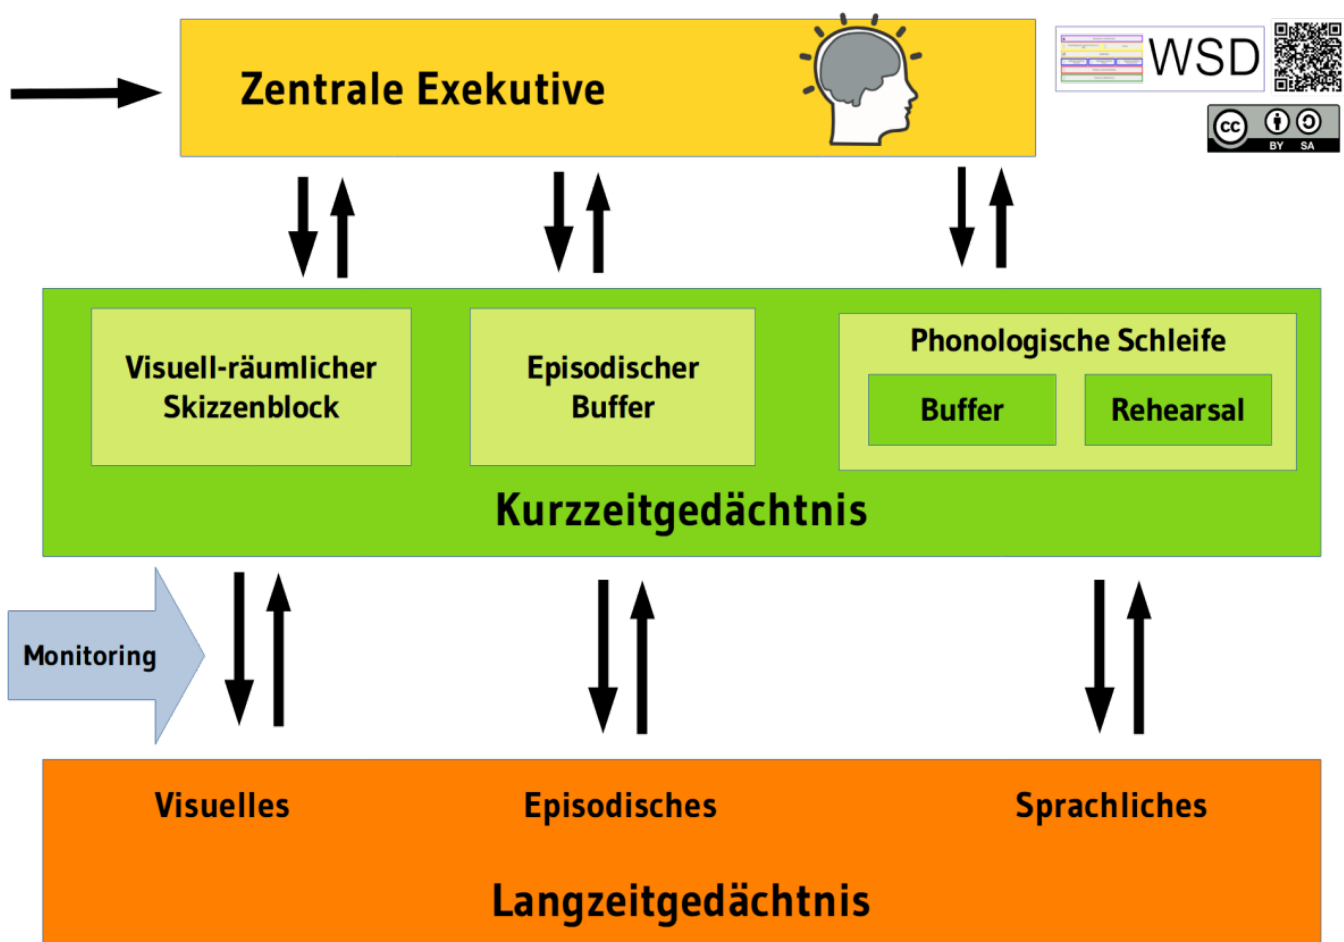 Zentrale Exekutive
WSD
cc
BY SA
Visuell-räumlicher
Skizzenblock
Episodischer
Buffer
Phonologische Schleife
Buffer
Rehearsal
Kurzzeitgedächtnis
Monitoring
Visuelles
Episodisches
Sprachliches
Langzeitgedächtnis